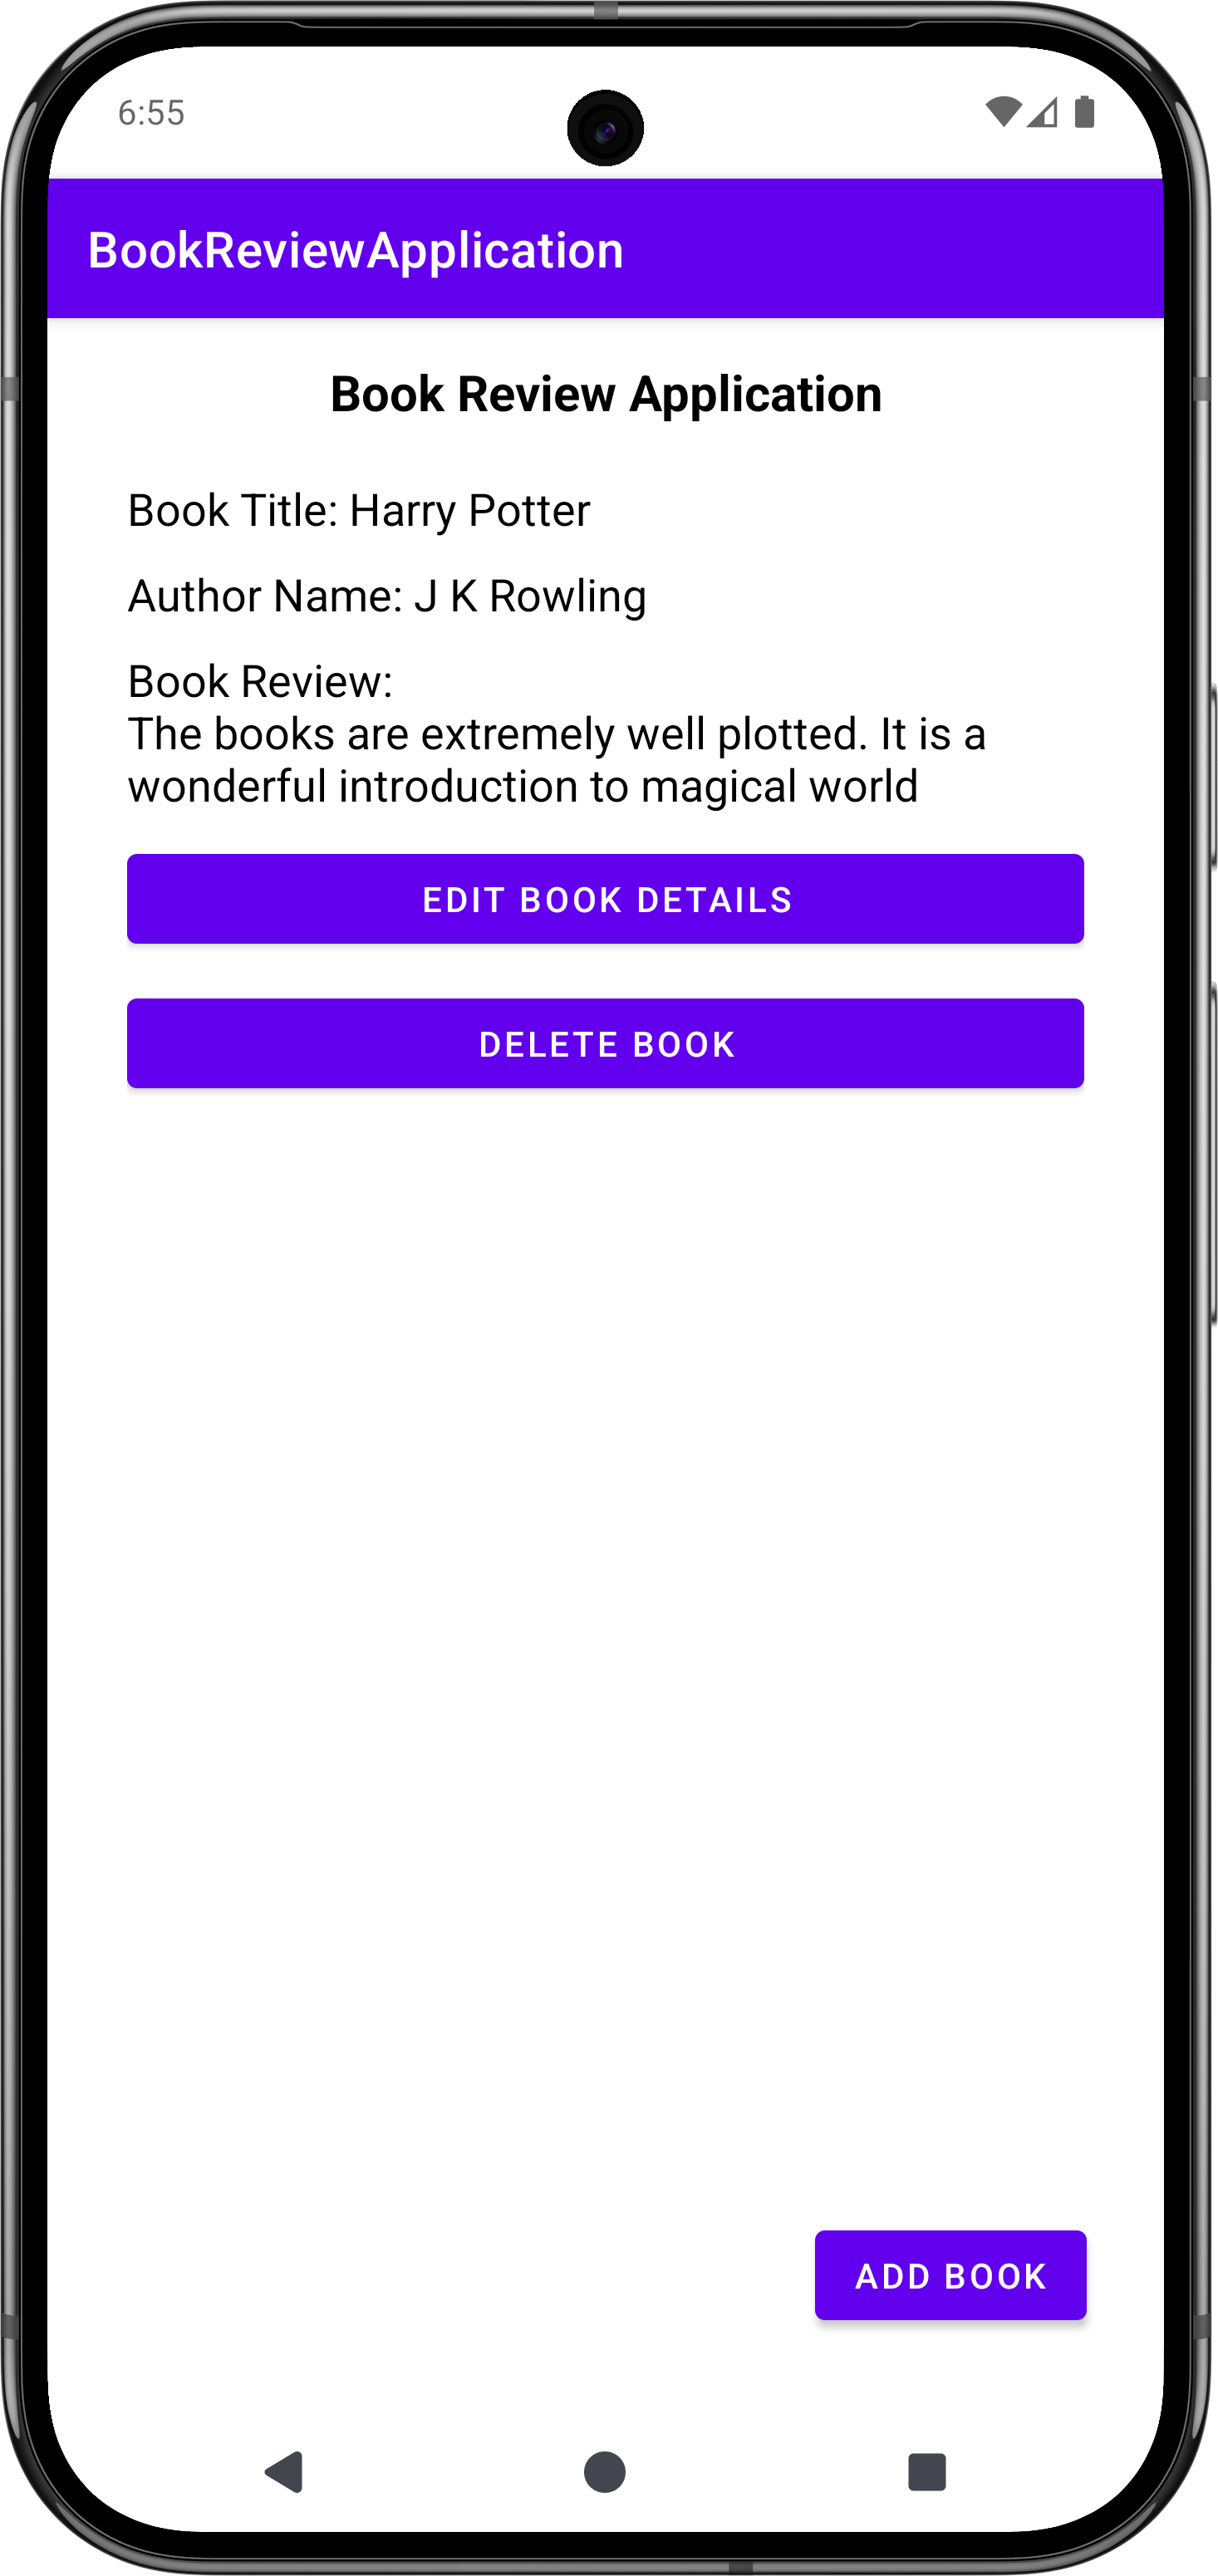 6:55
BookReviewApplication
Book Review Application
Book Title: Harry Potter
Author Name: J K Rowling
Book Review:
The books are extremely well plotted. It is a
wonderful introduction to magical world
EDIT BOOK DETAILS
DELETE BOOK
ADD BOOK